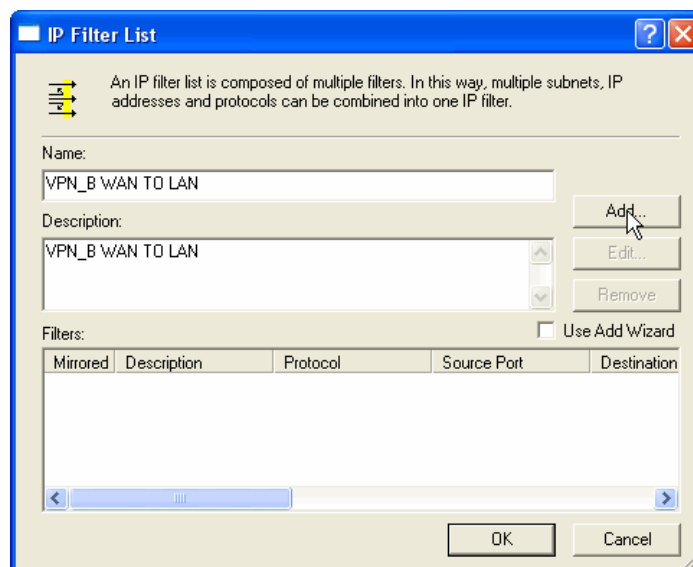 IP Filter List
An IP filter list is composed of multiple filters. In this way, multiple subnets, IP
addresses and protocols can be combined into one IP filter.
Name:
VPN_B WAN TO LAN
Add...
Description:
VPN_B WAN TO LAN
Edit...
Remove
Filters:
Use Add Wizard
Mirrored Description Protocol Source Port Destination
OK Cancel